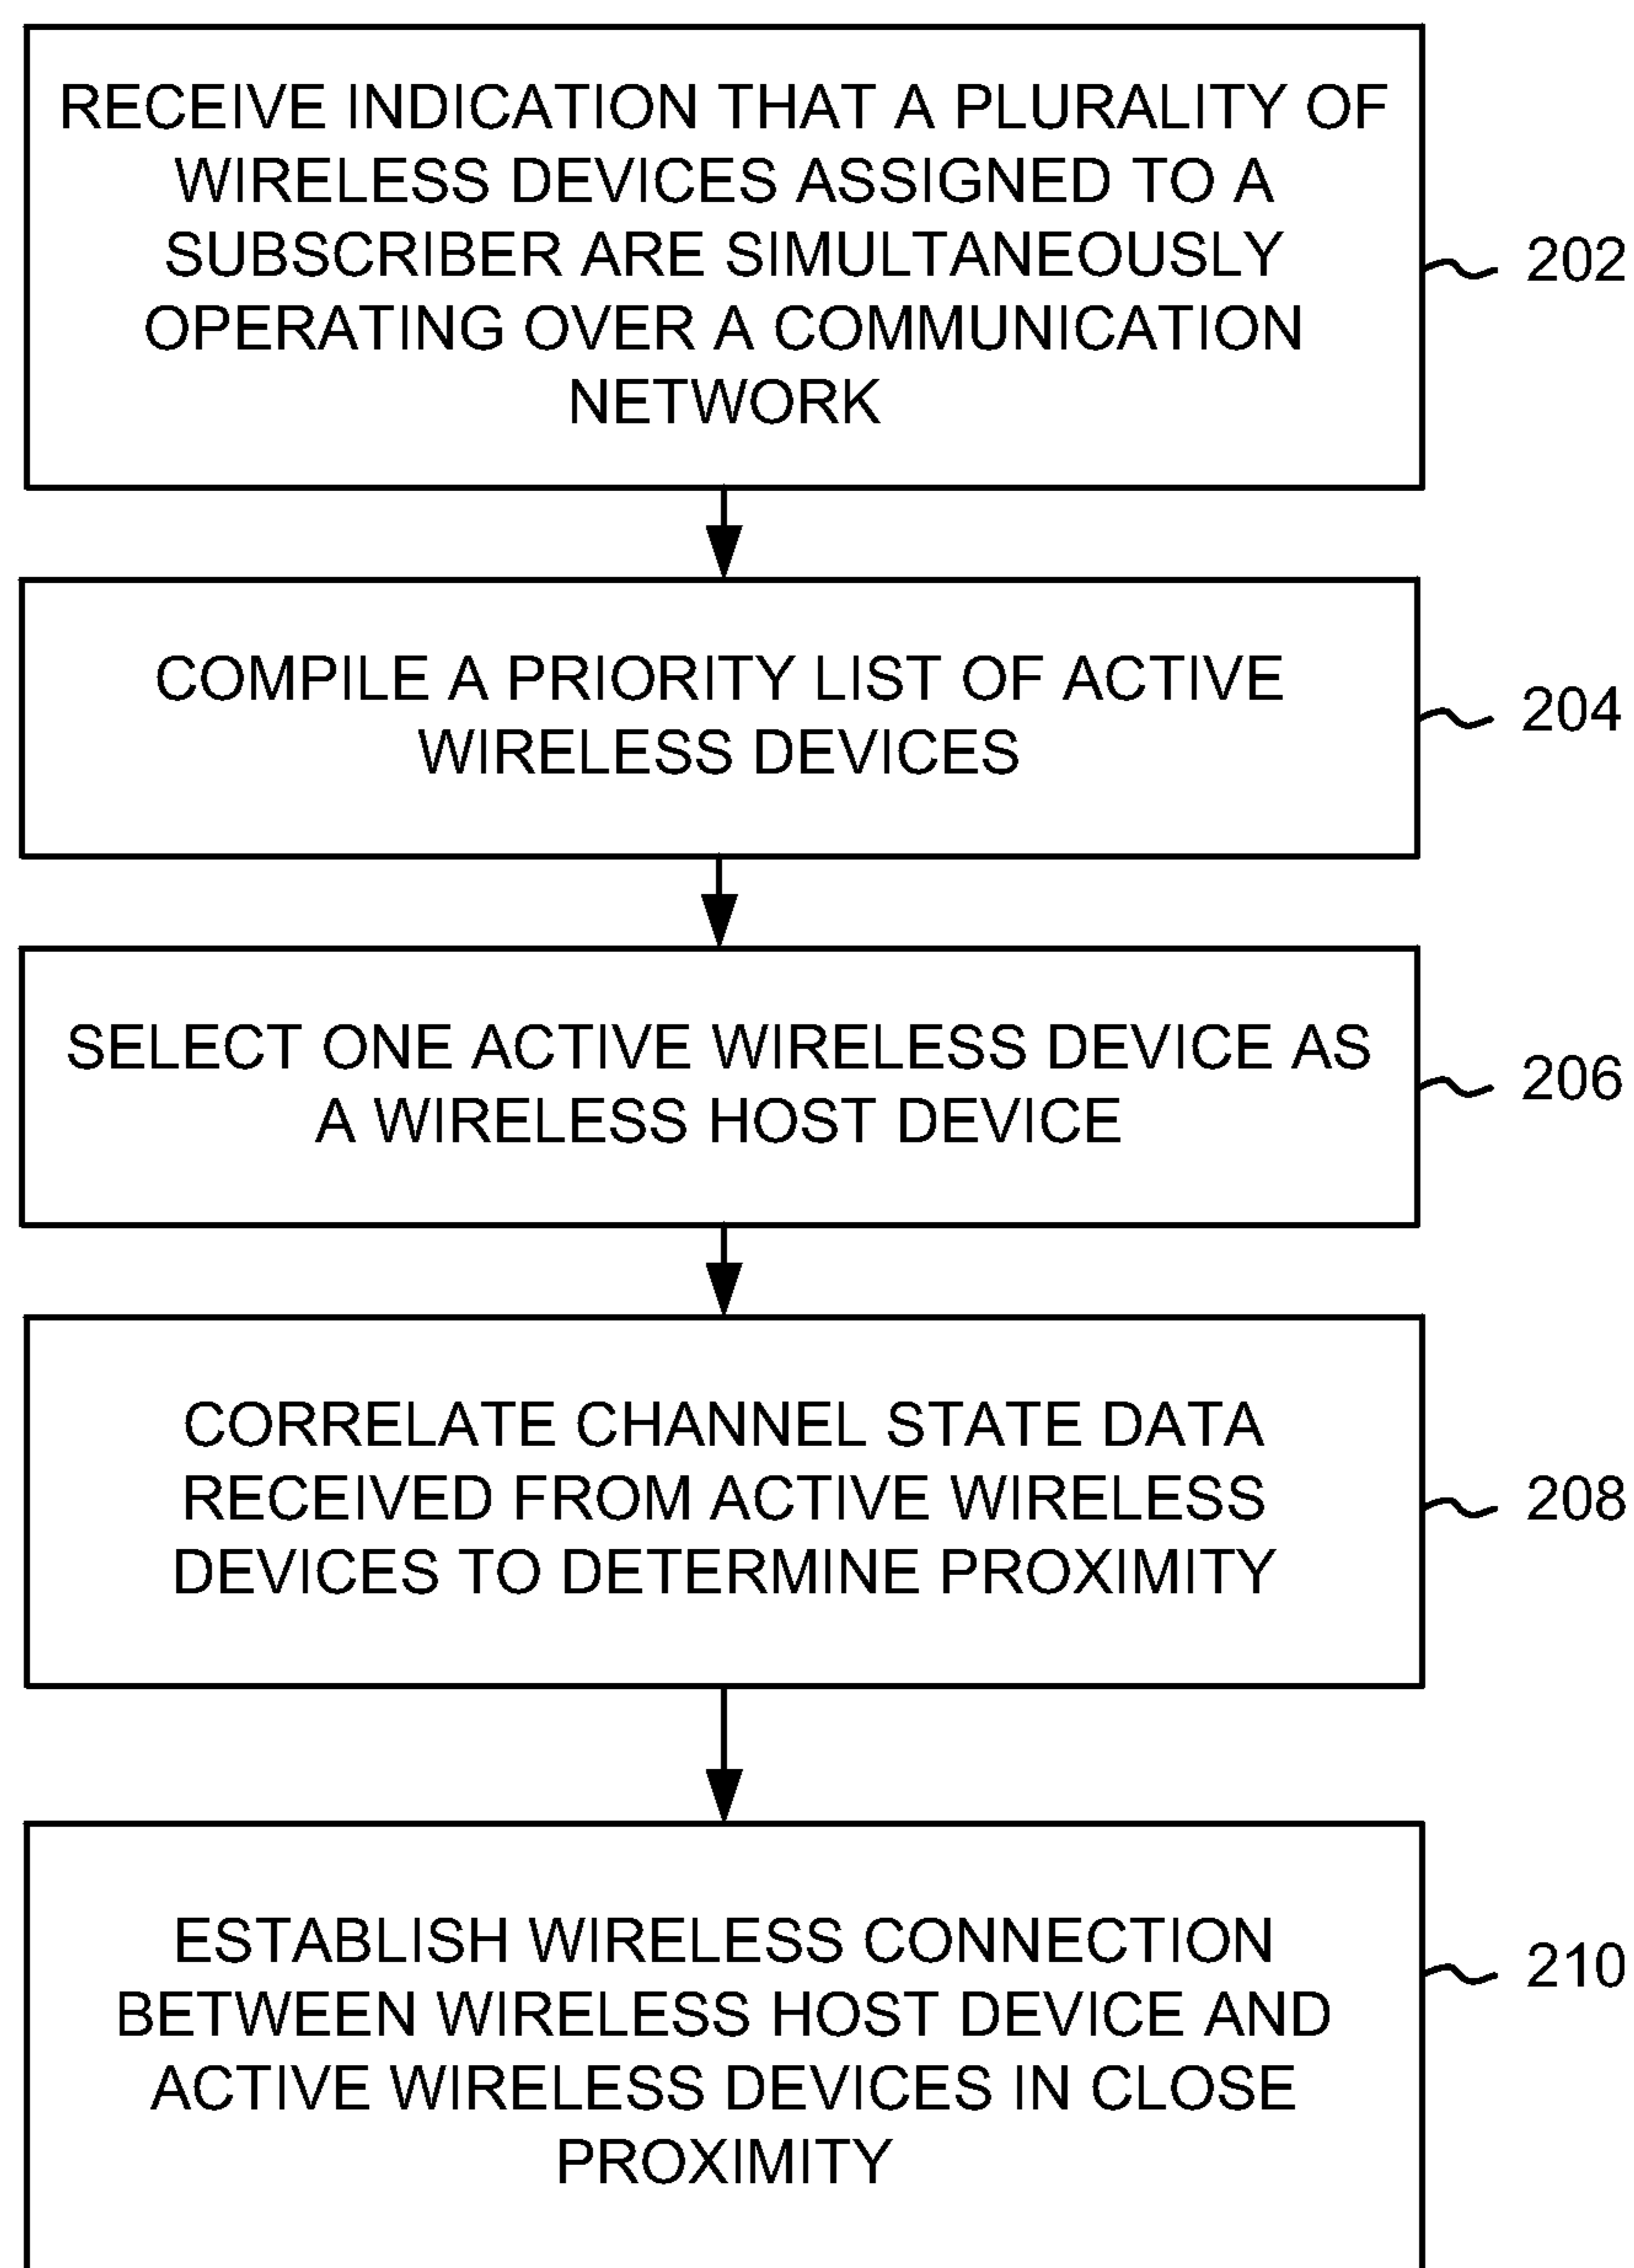 RECEIVE INDICATION THAT A PLURALITY OF
WIRELESS DEVICES ASSIGNED TO A
SUBSCRIBER ARE SIMULTANEOUSLY
OPERATING OVER A COMMUNICATION
NETWORK
202
COMPILE A PRIORITY LIST OF ACTIVE
WIRELESS DEVICES
204
SELECT ONE ACTIVE WIRELESS DEVICE AS
A WIRELESS HOST DEVICE
206
CORRELATE CHANNEL STATE DATA
RECEIVED FROM ACTIVE WIRELESS
DEVICES TO DETERMINE PROXIMITY
208
ESTABLISH WIRELESS CONNECTION
BETWEEN WIRELESS HOST DEVICE AND
ACTIVE WIRELESS DEVICES IN CLOSE
PROXIMITY
210